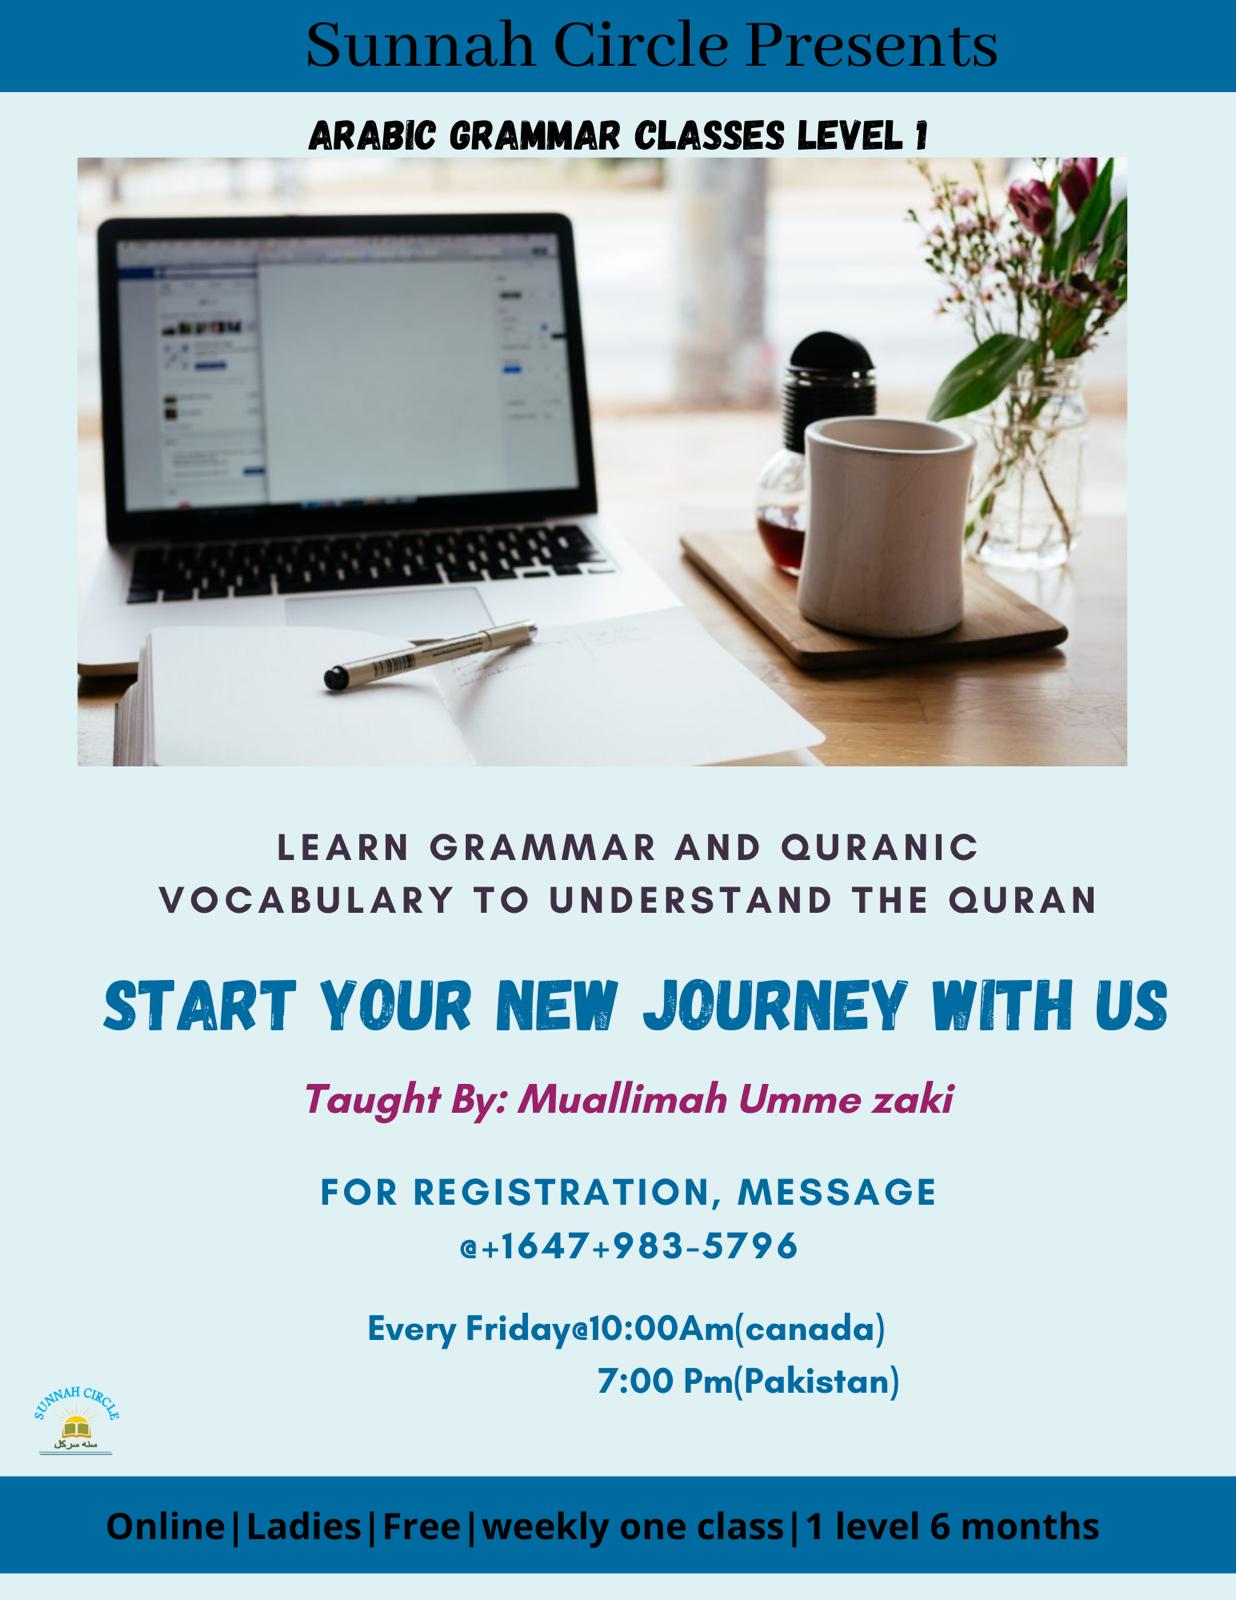 Sunnah Circle Presents
ARABIC GRAMMAR CLASSES LEVEL 1
LEARN GRAMMAR AND QURANIC
VOCABULARY TO UNDERSTAND THE QURAN
START YOUR NEW JOURNEY WITH US
Taught By: Muallimah Umme zaki
FOR REGISTRATION, MESSAGE
@+1647+983-5796
Every Friday@10:00Am(canada)
7:00 Pm(Pakistan)
SUNNAH CIRCLE
سنه سركل
Online|Ladies|Free|weekly one class|1 level 6 months